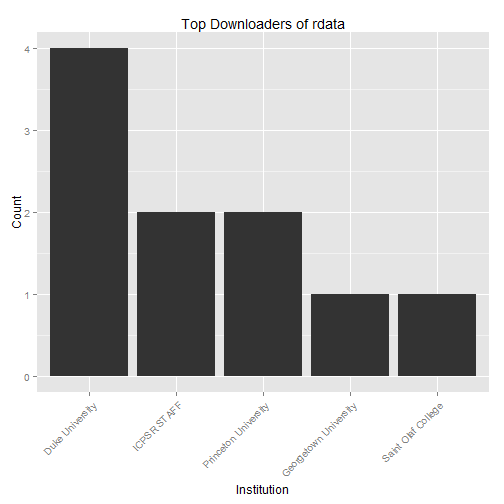 Top Downloaders of rdata
Count
4
3
2
1
0
Duke University
ICPSR STAFF
Princeton University
Georgetown University
Saint Olaf College
Institution